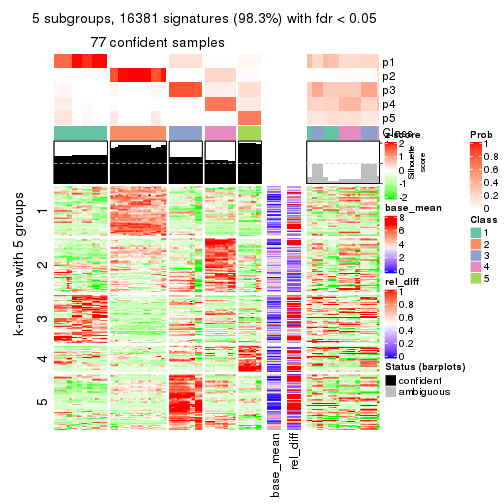 5 subgroups, 16381 signatures (98.3%) with fdr < 0.05
77 confident samples
p1
p2
p3
p4
p5
Class
Silhouette
score
k-means with 5 groups
1
2
3
4
5
base_mean
rel_diff
z-score
2
1
0
-1
-2
base_mean
8
6
4
2
0
rel_diff
1
0.8
0.6
0.4
0.2
0
Status (barplots)
confident
ambiguous
Prob
1
0.8
0.6
0.4
0.2
0
Class
1
2
3
4
5